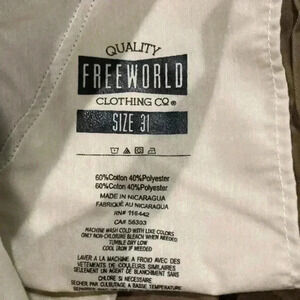 QUALITY
FREEWORLD
CLOTHING CO®
SIZE 31
60%Cotton 40%Polyester
60%Cotton 40%Polyester
MADE IN NICARAGUA
FABRIQUÉ AU NICARAGUA
RN# 116442
CA# 56303
MACHINE WASH COLD WITH LIKE COLORS
ONLY NON-CHLORINE BLEACH WHEN NEEDED
TUMBLE DRY LOW
COOL IRON IF NEEDED
LAVER A LA MACHINE A FROID AVEC DES
VETEMENTS DE COULEURS SIMILAIRES
SEULEMENT UN AGENT DE BLANCHIMENT SANS
CHLORE SI NECESSAIRE
SECHER PAR CULBUTAGE A BASSE TEMPERATURE